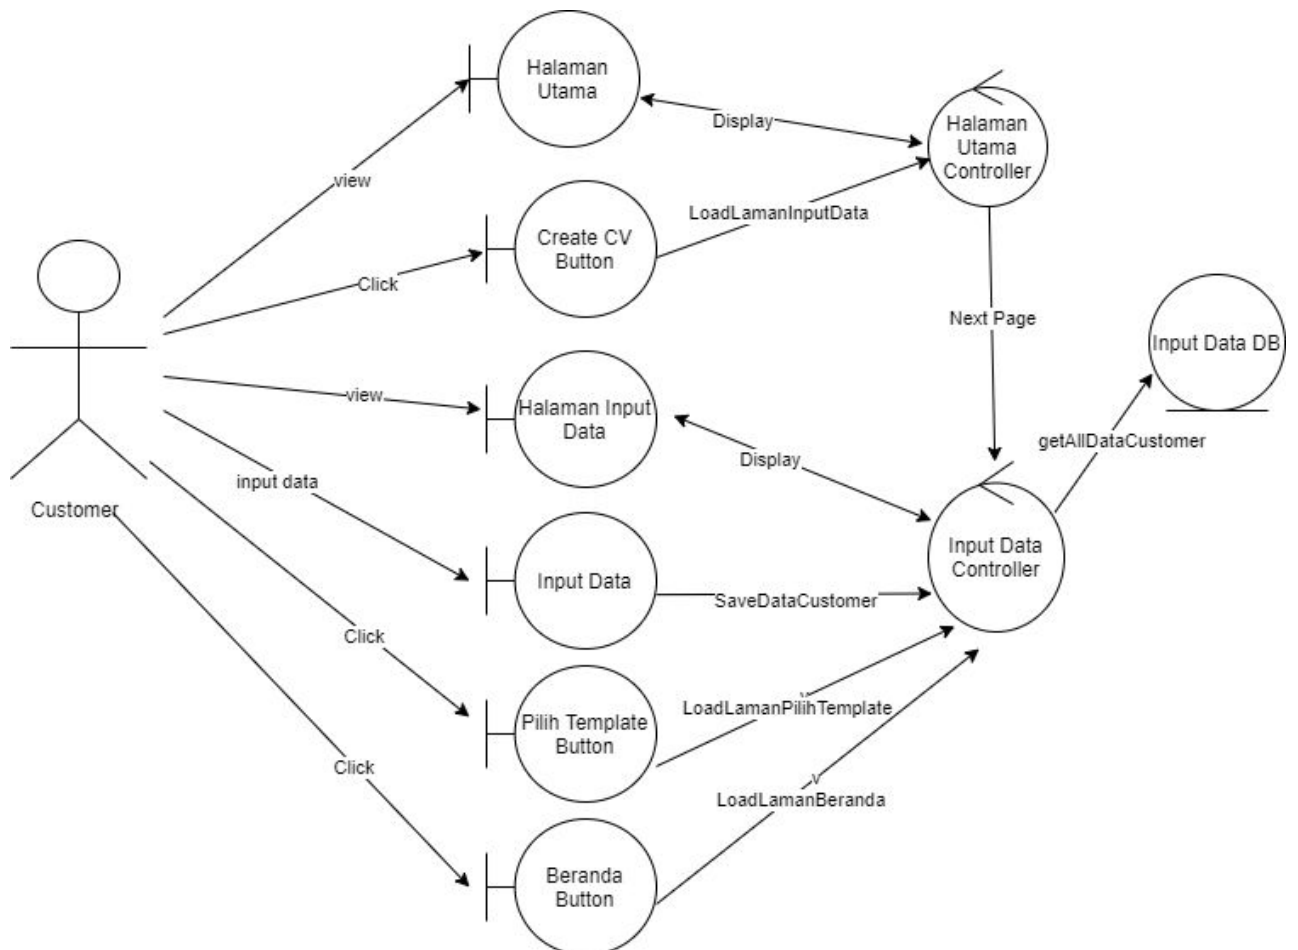 Halaman
Utama
Display
Halaman
Utama
Controller
view
LoadLamanInputData
Create CV
Button
Click
Next Page
Input Data DB
view
Halaman Input
Data
getAllDataCustomer
Display
input data
Customer
Input Data
Controller
Input Data
SaveDataCustomer
Click
v
LoadLamanPilihTemplate
Pilih Template
Button
Click
v
LoadLamanBeranda
Beranda
Button